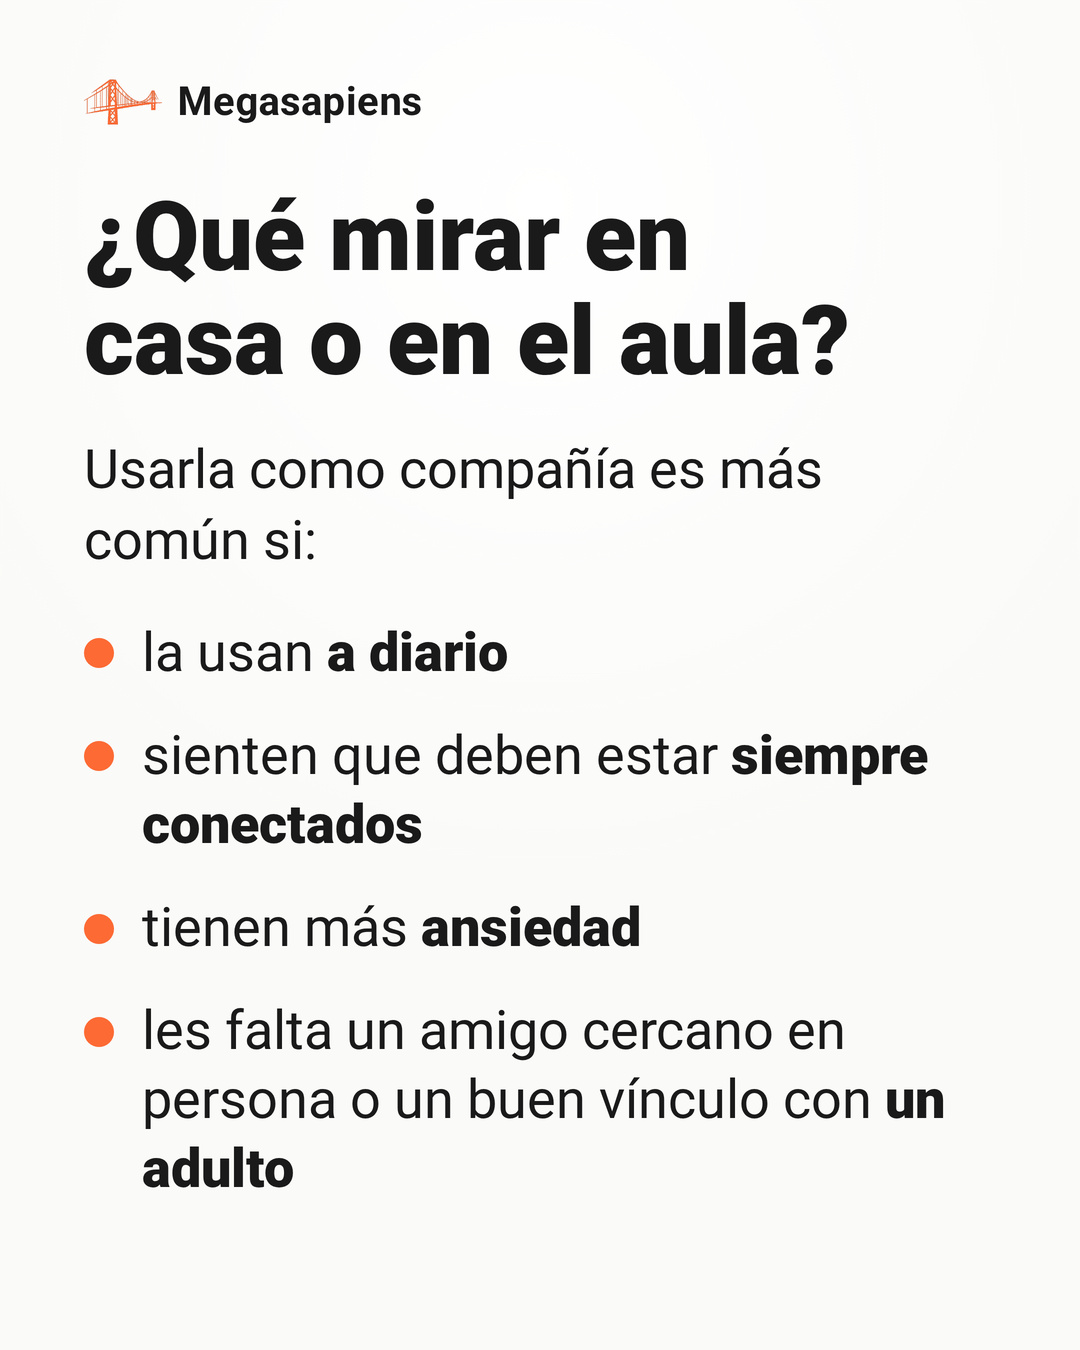 Megasapiens
¿Qué mirar en
casa o en el aula?
Usarla como compañía es más
común si:
la usan a diario
sienten que deben estar siempre
conectados
tienen más ansiedad
les falta un amigo cercano en
persona o un buen vínculo con un
adulto